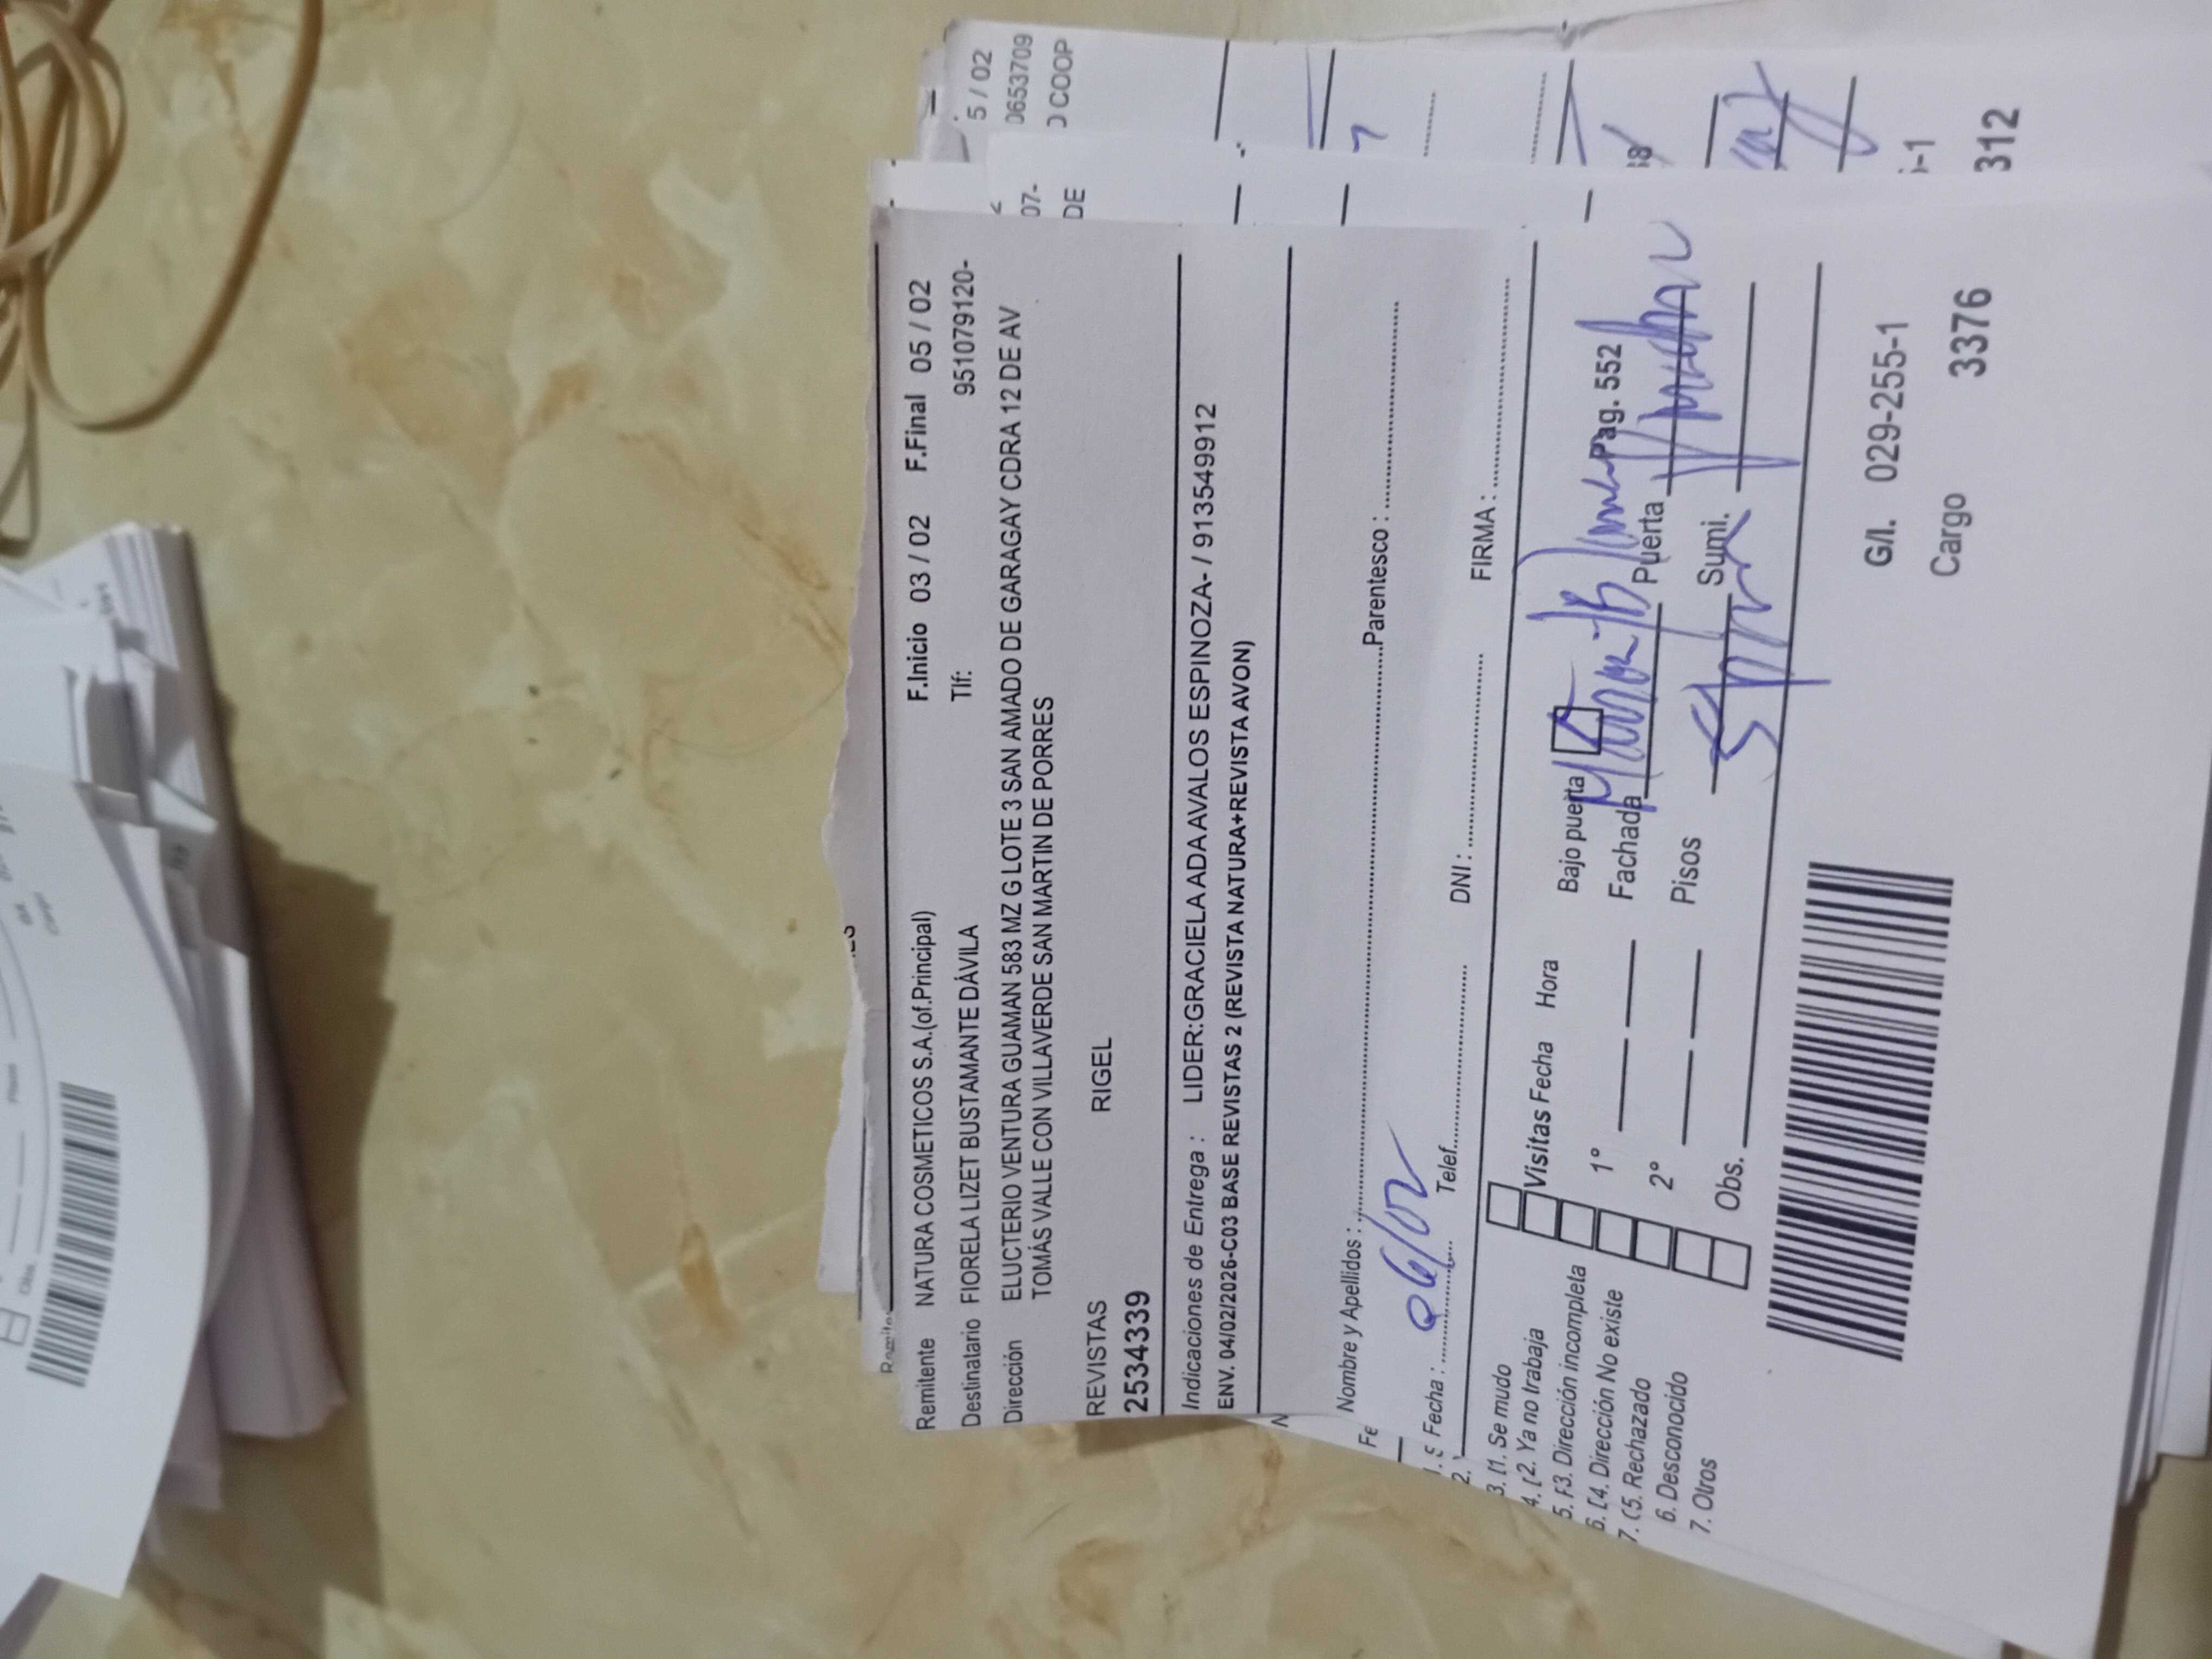 5 / 02
0653709
COOP
07-
DE
Remitente NATURA COSMETICOS S.A.(of.Principal) F.Inicio 03 / 02 F.Final 05 / 02
Destinatario FIORELA LIZET BUSTAMANTE DÁVILA Tlf: 951079120-
Dirección ELUCTERIO VENTURA GUAMAN 583 MZ G LOTE 3 SAN AMADO DE GARAGAY CDRA 12 DE AV
TOMÁS VALLE CON VILLAVERDE SAN MARTIN DE PORRES
REVISTAS RIGEL
2534339
Indicaciones de Entrega : LIDER:GRACIELA ADA AVALOS ESPINOZA- / 913549912
ENV. 04/02/2026-C03 BASE REVISTAS 2 (REVISTA NATURA+REVISTA AVON)
Nombre y Apellidos : Parentesco :
Fecha : 06/02 Telef. DNI : FIRMA :
1. Se mudo
2. Ya no trabaja
3. Dirección incompleta
4. Dirección No existe
5. Rechazado
6. Desconocido
7. Otros
Visitas Fecha Hora Bajo puerta Pag. 552
1° Fachada Puerta
2° Pisos Sumi.
Obs.
G/I. 029-255-1
Cargo 3376
312